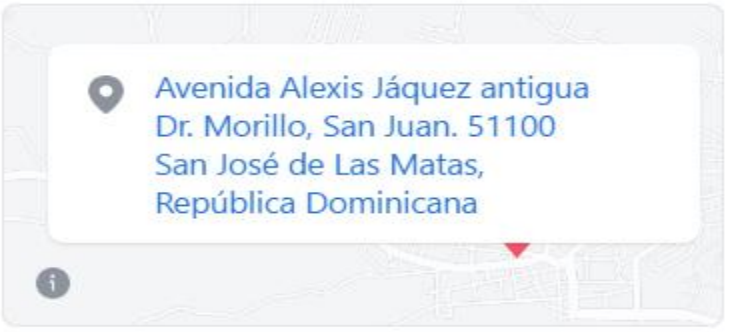 Avenida Alexis Jáquez antigua
Dr. Morillo, San Juan. 51100
San José de Las Matas,
República Dominicana